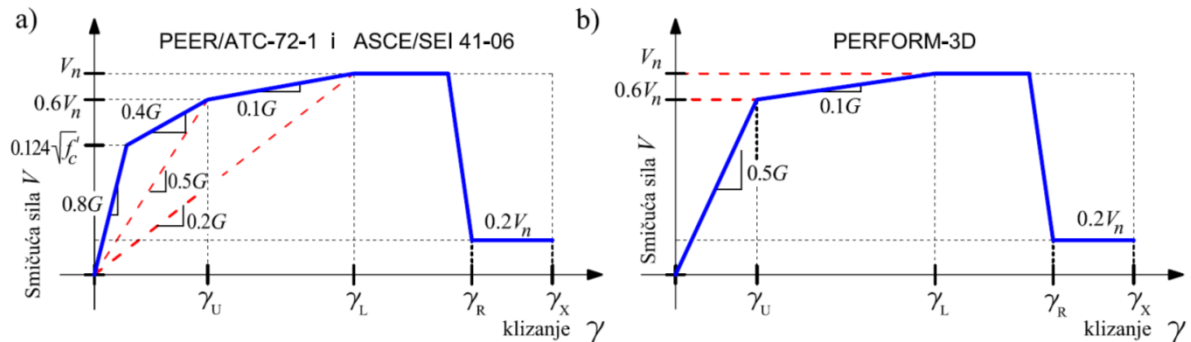 a)
PEER/ATC-72-1 i ASCE/SEI 41-06
Smičuća sila V
V_n
0.6V_n
0.124√f_c'
0.4G
0.1G
0.8G
0.5G
0.2G
0.2V_n
γ_U
γ_L
γ_R
γ_X
klizanje γ
b)
PERFORM-3D
Smičuća sila V
V_n
0.6V_n
0.1G
0.5G
0.2V_n
γ_U
γ_L
γ_R
γ_X
klizanje γ